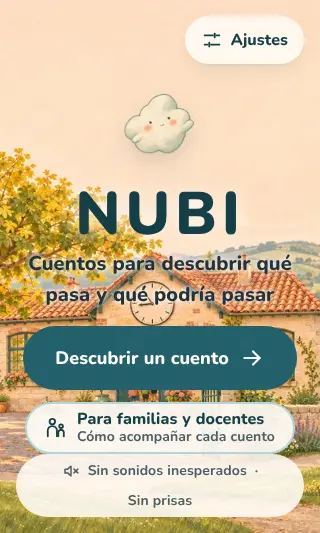 Ajustes
NUBI
Cuentos para descubrir qué
pasa y qué podría pasar
Descubrir un cuento
Para familias y docentes
Cómo acompañar cada cuento
Sin sonidos inesperados ·
Sin prisas